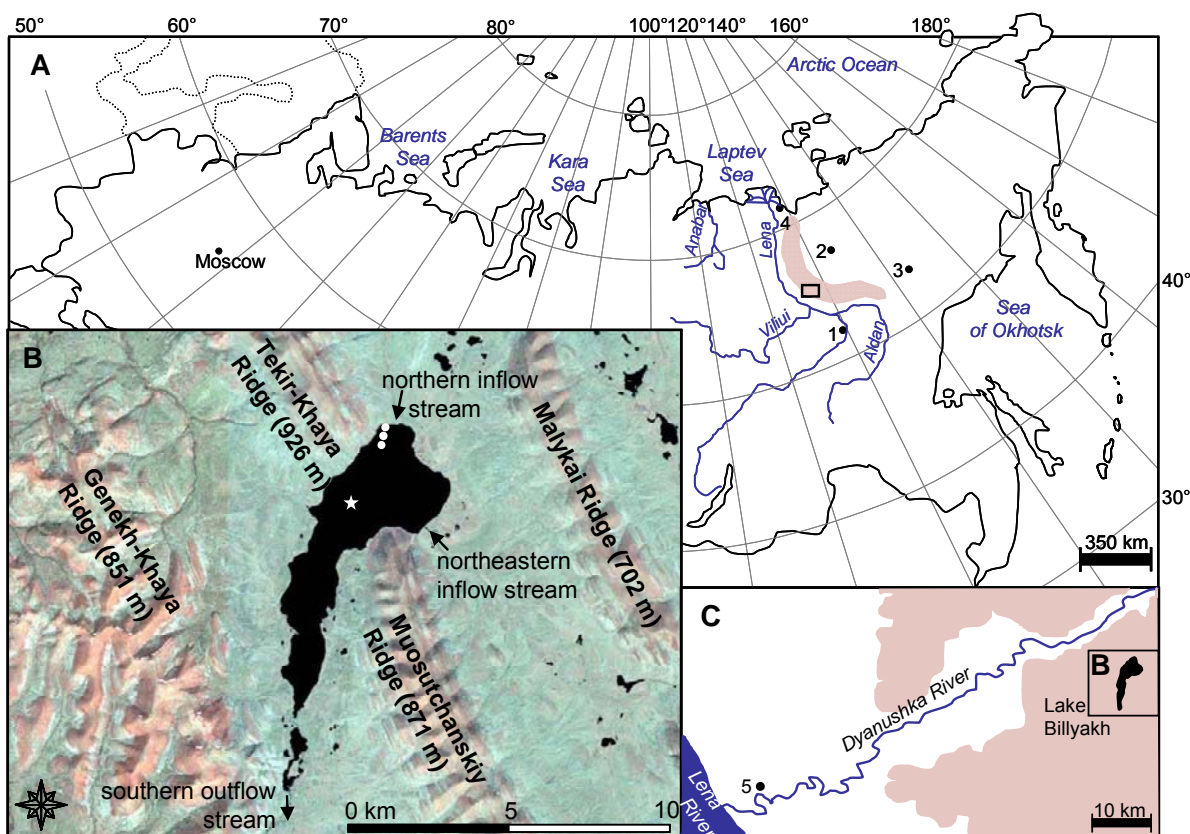 50°
60°
70°
80°
100°
120°
140°
160°
180°
A
Arctic Ocean
Barents
Sea
Kara
Sea
Laptev
Sea
Anabar
Lena
4
2
3
Moscow
40°
Sea
of Okhotsk
Viliui
1
Aldan
30°
350 km
B
Tekir-Khaya
Ridge (926 m)
northern inflow
stream
Malykai Ridge (702 m)
Genekh-Khaya
Ridge (851 m)
northeastern
inflow stream
Muosutchanskiy
Ridge (871 m)
southern outflow
stream
0 km
5
10
C
B
Dyanushka River
Lake
Billyakh
5
Lena
River
10 km